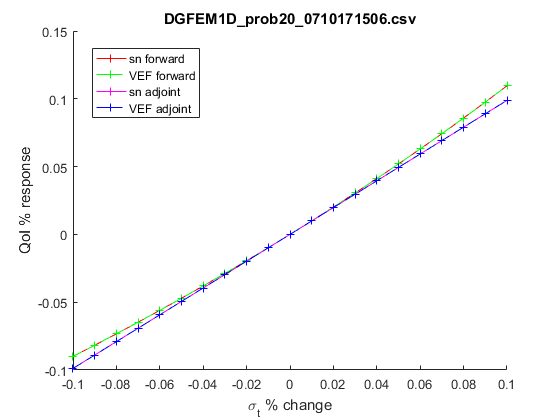 DGFEM1D_prob20_0710171506.csv
sn forward
VEF forward
sn adjoint
VEF adjoint
QoI % response
0.15
0.1
0.05
0
-0.05
-0.1
-0.1 -0.08 -0.06 -0.04 -0.02 0 0.02 0.04 0.06 0.08 0.1
σt % change